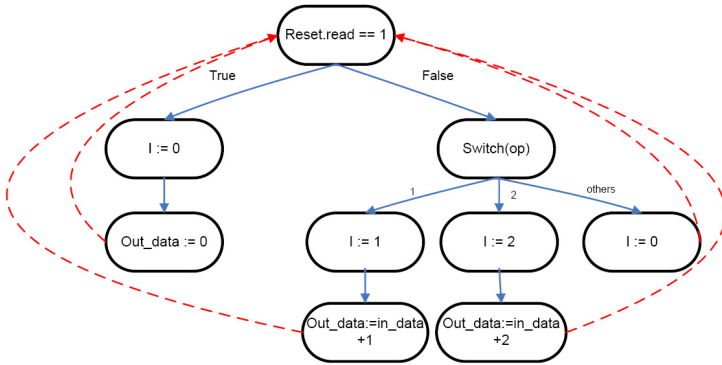 Reset.read == 1
True
False
I := 0
Switch(op)
1
2
others
Out_data := 0
I := 1
I := 2
I := 0
Out_data:=in_data
+1
Out_data:=in_data
+2